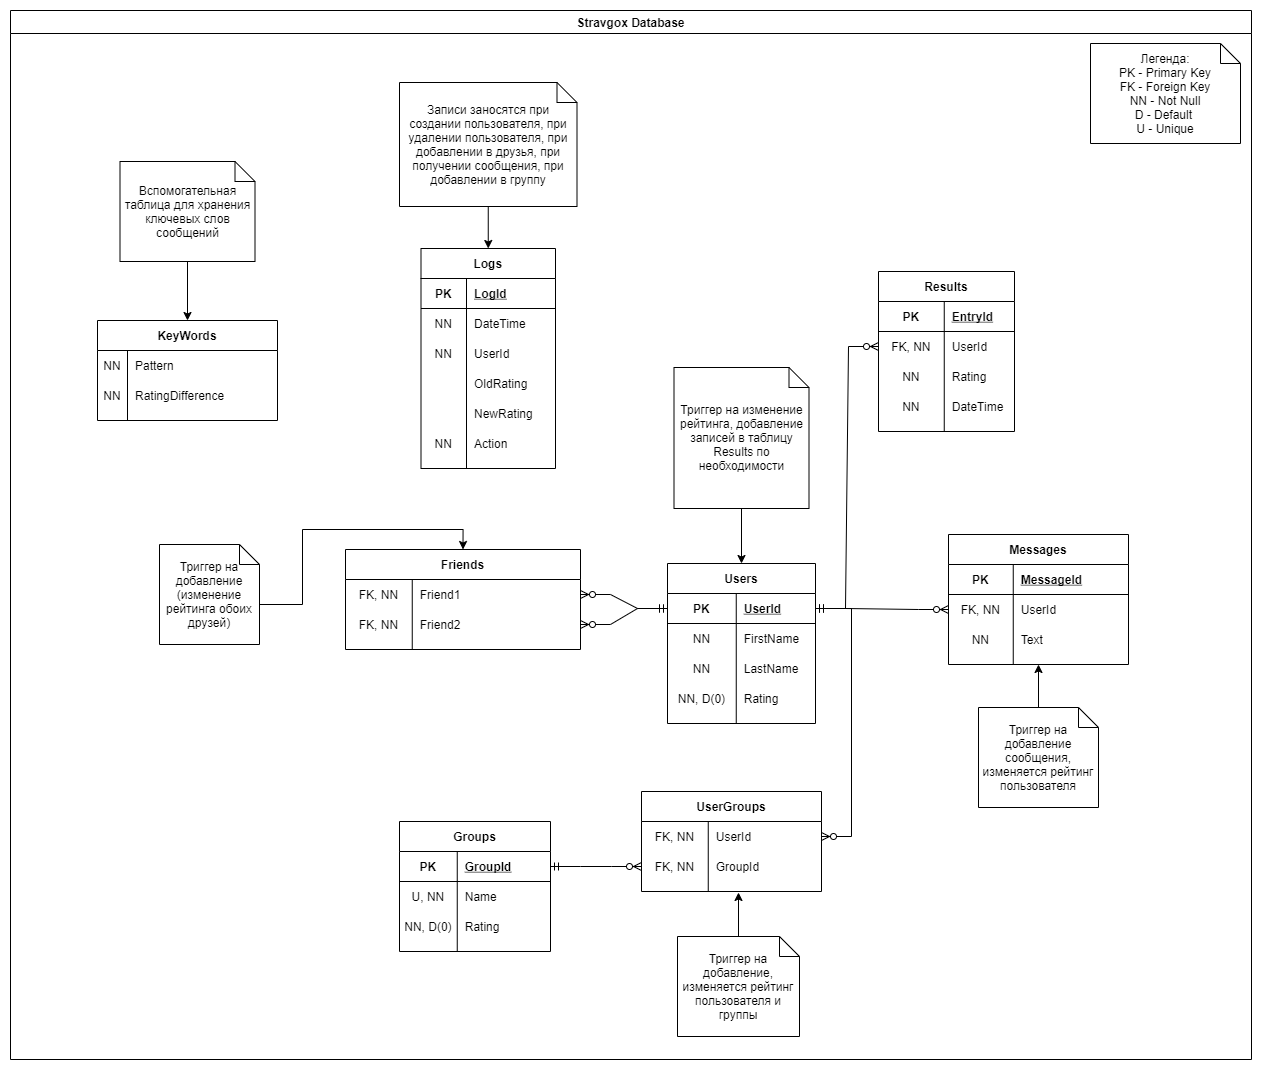 Stravgox Database
Легенда:
PK - Primary Key
FK - Foreign Key
NN - Not Null
D - Default
U - Unique
Записи заносятся при
создании пользователя, при
удалении пользователя, при
добавлении в друзья, при
получении сообщения, при
добавлении в группу
Вспомогательная
таблица для хранения
ключевых слов
сообщений
Logs
PK LogId
NN DateTime
NN UserId
OldRating
NewRating
NN Action
KeyWords
NN Pattern
NN RatingDifference
Results
PK EntryId
FK, NN UserId
NN Rating
NN DateTime
Триггер на изменение
рейтинга, добавление
записей в таблицу
Results по
необходимости
Триггер на
добавление
(изменение
рейтинга обоих
друзей)
Friends
FK, NN Friend1
FK, NN Friend2
Users
PK UserId
NN FirstName
NN LastName
NN, D(0) Rating
Messages
PK MessageId
FK, NN UserId
NN Text
Триггер на
добавление
сообщения,
изменяется рейтинг
пользователя
UserGroups
FK, NN UserId
FK, NN GroupId
Groups
PK GroupId
U, NN Name
NN, D(0) Rating
Триггер на
добавление,
изменяется рейтинг
пользователя и
группы